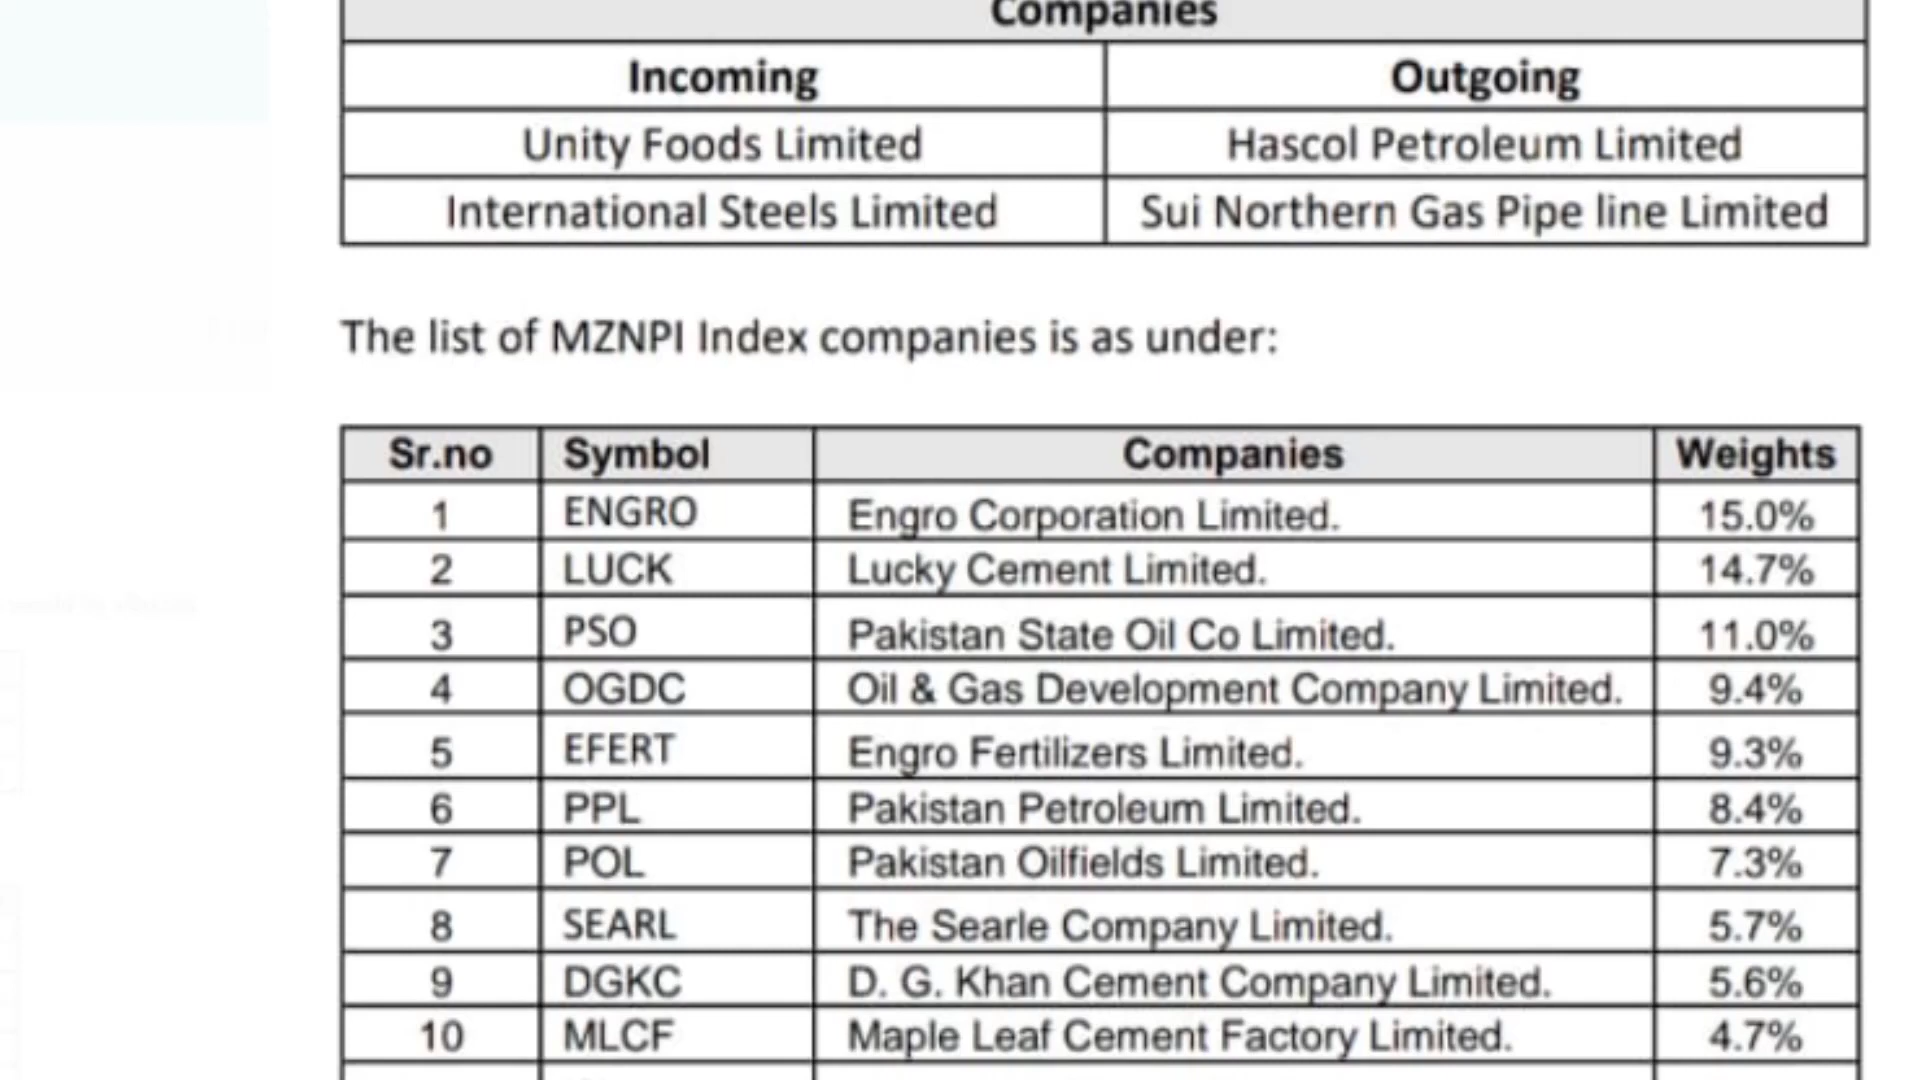 Companies
Incoming Outgoing
Unity Foods Limited Hascol Petroleum Limited
International Steels Limited Sui Northern Gas Pipe line Limited
The list of MZNPI Index companies is as under:
Sr.no Symbol Companies Weights
1 ENGRO Engro Corporation Limited. 15.0%
2 LUCK Lucky Cement Limited. 14.7%
3 PSO Pakistan State Oil Co Limited. 11.0%
4 OGDC Oil & Gas Development Company Limited. 9.4%
5 EFERT Engro Fertilizers Limited. 9.3%
6 PPL Pakistan Petroleum Limited. 8.4%
7 POL Pakistan Oilfields Limited. 7.3%
8 SEARL The Searle Company Limited. 5.7%
9 DGKC D. G. Khan Cement Company Limited. 5.6%
10 MLCF Maple Leaf Cement Factory Limited. 4.7%